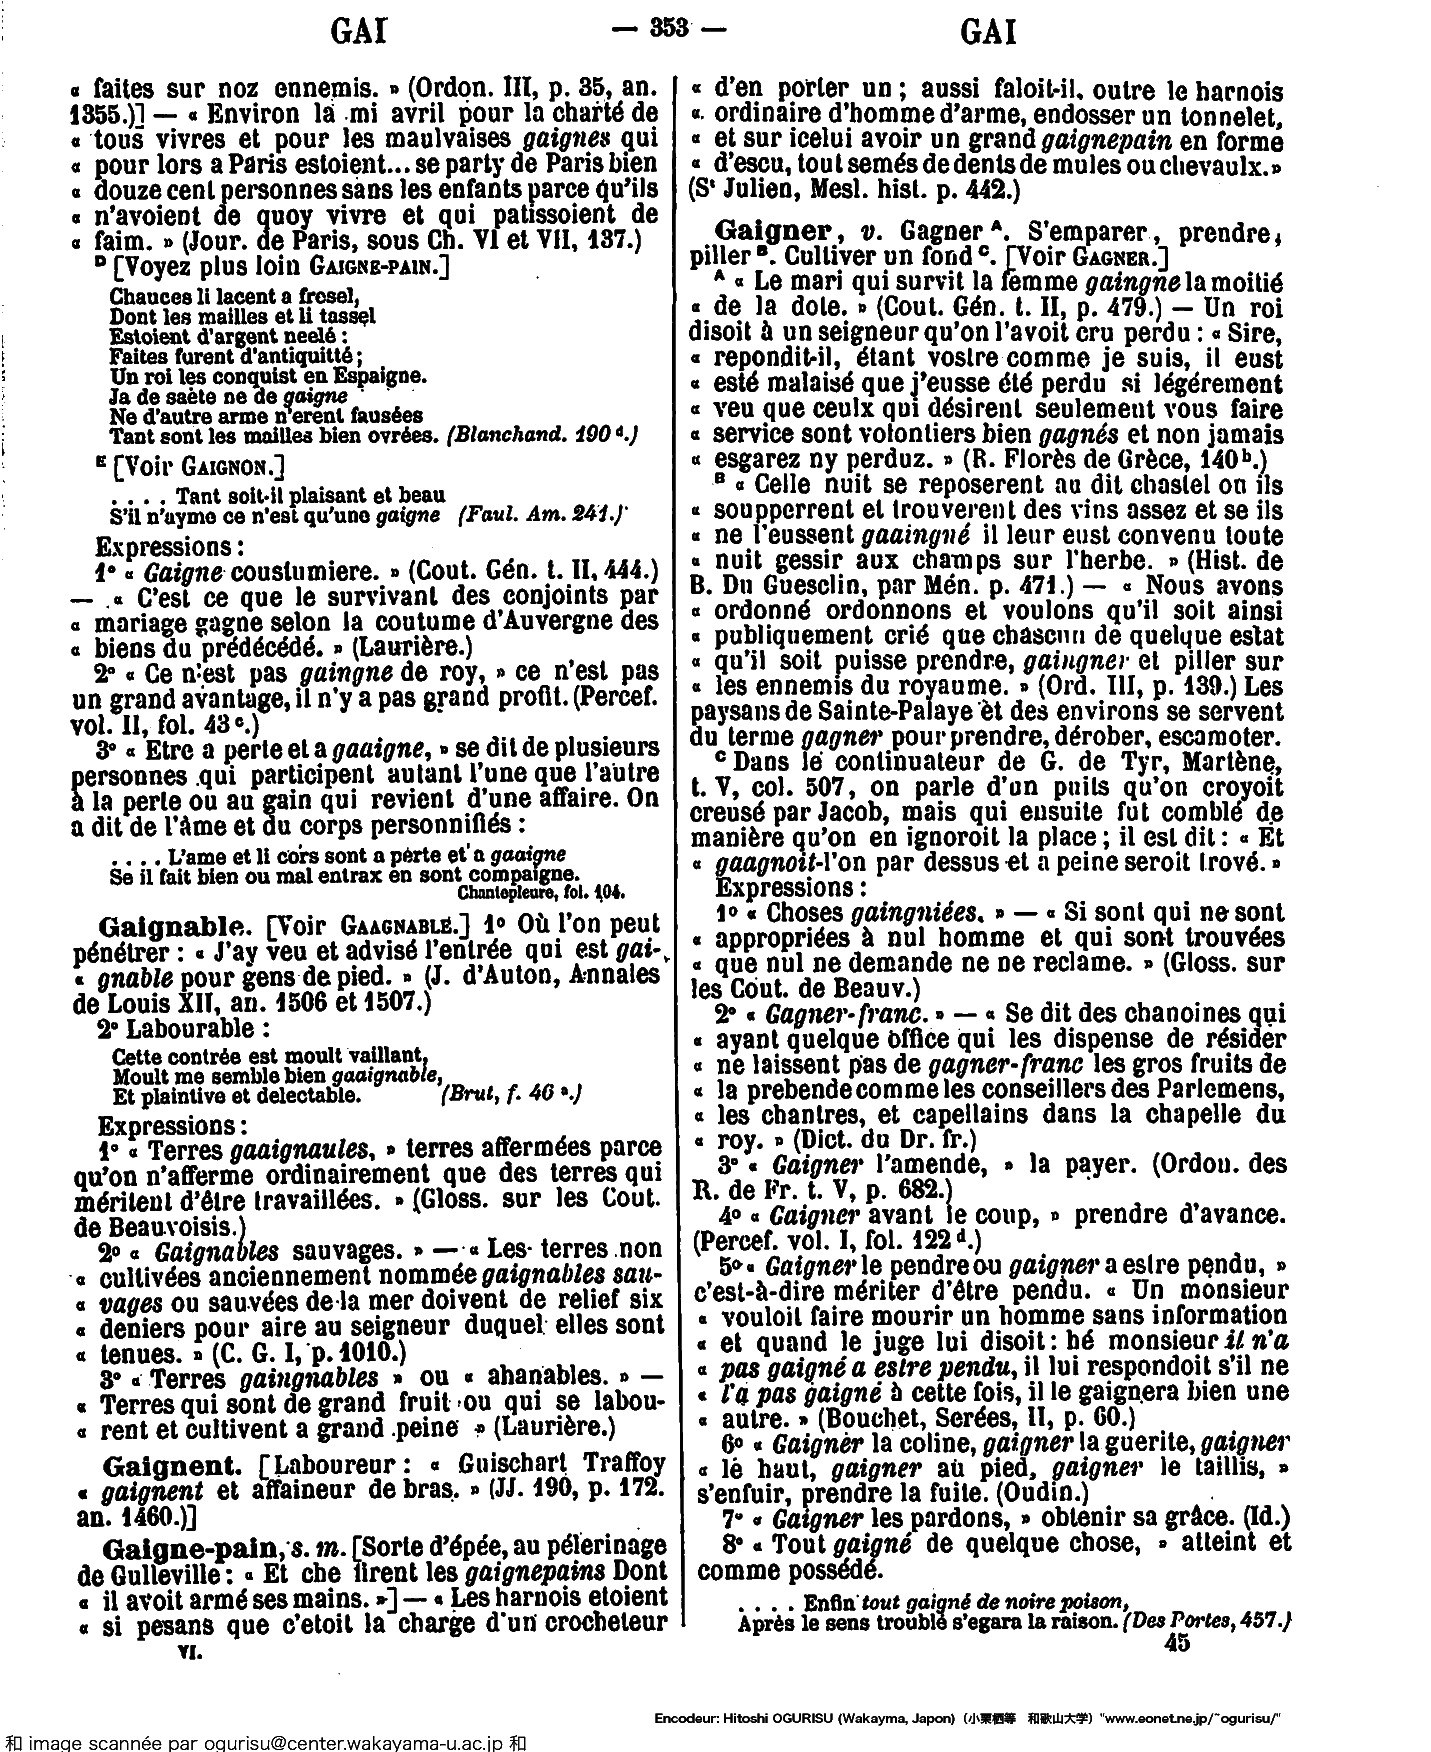 GAI — 353 — GAI
« faites sur noz ennemis. » (Ordon. III, p. 35, an.
1355.)] — « Environ la mi avril pour la charté de
« tous vivres et pour les maulvaises gaignes qui
« pour lors a Paris estoient... se party de Paris bien
« douze cent personnes sans les enfants parce qu'ils
« n'avoient de quoy vivre et qui patissoient de
« faim. » (Jour. de Paris, sous Ch. VI et VII, 137.)
D [Voyez plus loin GAIGNE-PAIN.]
Chauces li lacent a fresel,
Dont les mailles et li tassel
Estoient d'argent neelé :
Faites furent d'antiquitté ;
Un roi les conquist en Espaigne.
Ja de saète ne de gaigne
Ne d'autre arme n'erent fausées
Tant sont les mailles bien ovrées. (Blanchand. 190 d.)
E [Voir GAIGNON.]
.... Tant soit-il plaisant et beau
S'il n'ayme ce n'est qu'une gaigne (Faul. Am. 241.)
Expressions :
1° « Gaigne coustumiere. » (Cout. Gén. t. II, 444.)
— « C'est ce que le survivant des conjoints par
« mariage gagne selon la coutume d'Auvergne des
« biens du prédécédé. » (Laurière.)
2° « Ce n'est pas gaingne de roy, » ce n'est pas
un grand avantage, il n'y a pas grand profit. (Percef.
vol. II, fol. 43 c.)
3° « Etre a perte et a gaaigne, » se dit de plusieurs
personnes qui participent autant l'une que l'autre
à la perte ou au gain qui revient d'une affaire. On
a dit de l'âme et du corps personnifiés :
.... L'ame et li cors sont a perte et a gaaigne
Se il fait bien ou mal entrax en sont compaigne.
Chantepleure, fol. 104.
Gaignable. [Voir GAAGNABLE.] 1° Où l'on peut
pénétrer : « J'ay veu et advisé l'entrée qui est gai-
« gnable pour gens de pied. » (J. d'Auton, Annales
de Louis XII, an. 1506 et 1507.)
2° Labourable :
Cette contrée est moult vaillant,
Moult me semble bien gaaignable,
Et plaintive et delectable. (Brut, f. 46 a.)
Expressions :
1° « Terres gaaignaules, » terres affermées parce
qu'on n'afferme ordinairement que des terres qui
méritent d'être travaillées. » (Gloss. sur les Cout.
de Beauvoisis.)
2° « Gaignables sauvages. » — « Les terres non
« cultivées anciennement nommée gaignables sau-
« vages ou sauvées de la mer doivent de relief six
« deniers pour aire au seigneur duquel elles sont
« tenues. » (C. G. I, p. 1010.)
3° « Terres gaingnables » ou « ahanables. » —
« Terres qui sont de grand fruit ou qui se labou-
« rent et cultivent a grand peine » (Laurière.)
Gaignent. [Laboureur : « Guischart Traffoy
« gaignent et affaineur de bras. » (JJ. 190, p. 172.
an. 1460.)]
Gaigne-pain, s. m. [Sorte d'épée, au pélerinage
de Gulleville : « Et che firent les gaignepains Dont
« il avoit armé ses mains. »] — « Les harnois etoient
« si pesans que c'etoit la charge d'un crocheteur
VI.
« d'en porter un ; aussi faloit-il, outre le harnois
« ordinaire d'homme d'arme, endosser un tonnelet,
« et sur icelui avoir un grand gaignepain en forme
« d'escu, tout semés de dents de mules ou chevaulx. »
(St Julien, Mesl. hist. p. 442.)
Gaigner, v. Gagner A. S'emparer, prendre,
piller B. Cultiver un fond C. [Voir GAGNER.]
A « Le mari qui survit la femme gaingne la moitié
« de la dote. » (Cout. Gén. t. II, p. 479.) — Un roi
disoit à un seigneur qu'on l'avoit cru perdu : « Sire,
« repondit-il, étant vostre comme je suis, il eust
« esté malaisé que j'eusse été perdu si légérement
« veu que ceulx qui désirent seulement vous faire
« service sont volontiers bien gagnés et non jamais
« esgarez ny perduz. » (R. Florès de Grèce, 140 b.)
B « Celle nuit se reposerent au dit chastel on ils
« soupperrent et trouverent des vins assez et se ils
« ne l'eussent gaaingné il leur eust convenu toute
« nuit gessir aux champs sur l'herbe. » (Hist. de
B. Du Guesclin, par Mén. p. 471.) — « Nous avons
« ordonné ordonnons et voulons qu'il soit ainsi
« publiquement crié que chascun de quelque estat
« qu'il soit puisse prendre, gaingner et piller sur
« les ennemis du royaume. » (Ord. III, p. 139.) Les
paysans de Sainte-Palaye èt des environs se servent
du terme gagner pour prendre, dérober, escamoter.
C Dans le continuateur de G. de Tyr, Martène,
t. V, col. 507, on parle d'un puits qu'on croyoit
creusé par Jacob, mais qui ensuite fut comblé de
manière qu'on en ignoroit la place ; il est dit : « Et
« gaagnoit-l'on par dessus et a peine seroit trové. »
Expressions :
1° « Choses gaingniées. » — « Si sont qui ne sont
« appropriées à nul homme et qui sont trouvées
« que nul ne demande ne ne reclame. » (Gloss. sur
les Cout. de Beauv.)
2° « Gagner-franc. » — « Se dit des chanoines qui
« ayant quelque office qui les dispense de résider
« ne laissent pas de gagner-franc les gros fruits de
« la prebende comme les conseillers des Parlemens,
« les chantres, et capellains dans la chapelle du
« roy. » (Dict. du Dr. fr.)
3° « Gaigner l'amende, » la payer. (Ordon. des
R. de Fr. t. V, p. 682.)
4° « Gaigner avant le coup, » prendre d'avance.
(Percef. vol. I, fol. 122 d.)
5° « Gaigner le pendre ou gaigner a estre pendu, »
c'est-à-dire mériter d'être pendu. « Un monsieur
« vouloit faire mourir un homme sans information
« et quand le juge lui disoit : hé monsieur il n'a
« pas gaigné a estre pendu, il lui respondoit s'il ne
« l'a pas gaigné à cette fois, il le gaignera bien une
« autre. » (Bouchet, Serées, II, p. 60.)
6° « Gaigner la coline, gaigner la guerite, gaigner
« le haut, gaigner au pied, gaigner le taillis, »
s'enfuir, prendre la fuite. (Oudin.)
7° « Gaigner les pardons, » obtenir sa grâce. (Id.)
8° « Tout gaigné de quelque chose, » atteint et
comme possédé.
.... Enfin tout gaigné de noire poison,
Après le sens troublé s'egara la raison. (Des Portes, 457.)
45
Encodeur: Hitoshi OGURISU (Wakayma, Japon) (小栗栖等 和歌山大学) "www.eonet.ne.jp/~ogurisu/"
和 image scannée par ogurisu@center.wakayama-u.ac.jp 和